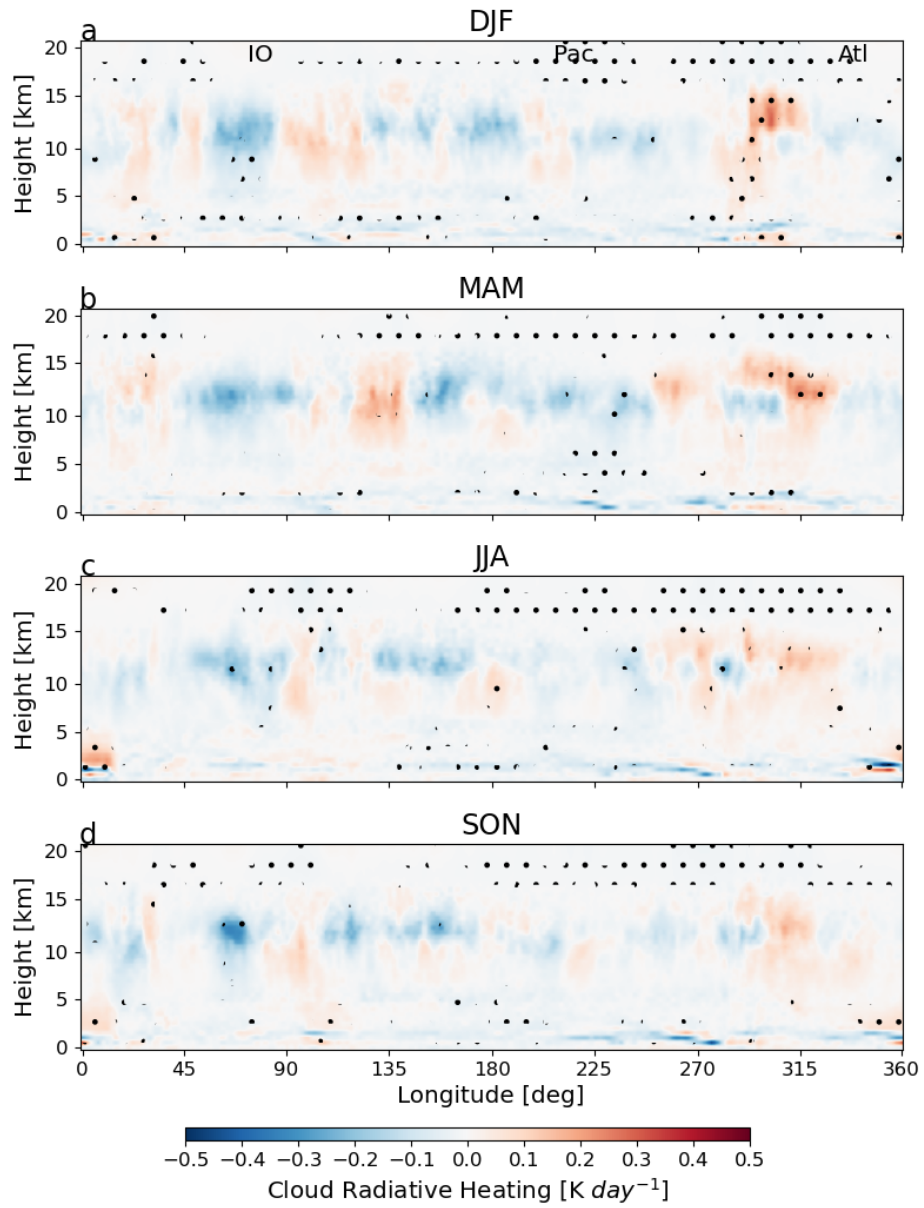 a
DJF
20
IO
Pac
Atl
15
10
5
0
Height [km]
b
MAM
20
15
10
5
0
Height [km]
c
JJA
20
15
10
5
0
Height [km]
d
SON
20
15
10
5
0
Height [km]
0 45 90 135 180 225 270 315 360
Longitude [deg]
−0.5 −0.4 −0.3 −0.2 −0.1 0.0 0.1 0.2 0.3 0.4 0.5
Cloud Radiative Heating [K day⁻¹]